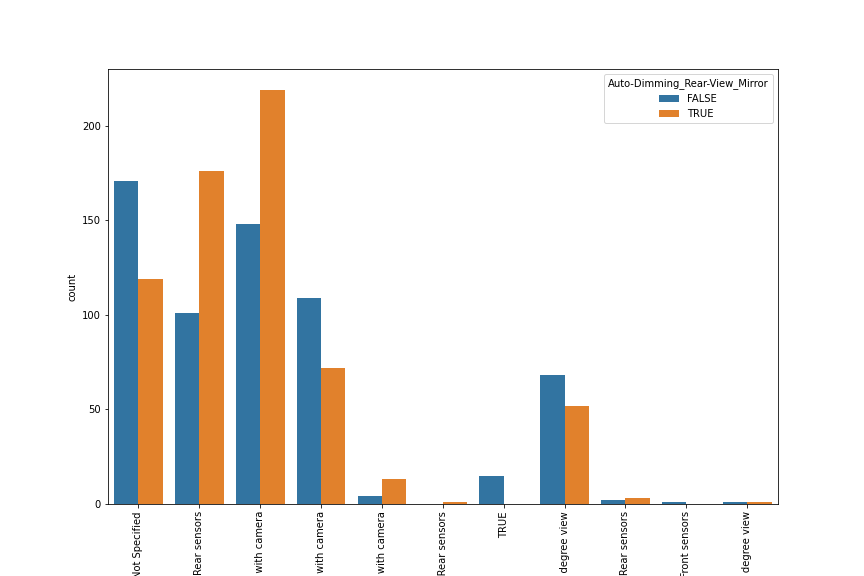 Auto-Dimming_Rear-View_Mirror
FALSE
TRUE
200
150
100
50
0
count
Not Specified
Rear sensors
with camera
with camera
with camera
Rear sensors
TRUE
degree view
Rear sensors
Front sensors
degree view